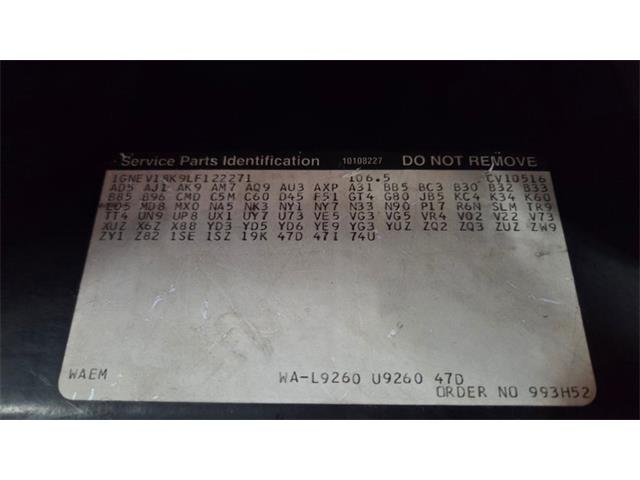 Service Parts Identification 10108227 DO NOT REMOVE
1GNEV18K9LF122271 106.5 CV10516
AD5 AJ1 AK9 AM7 AQ9 AU3 AXP A31 BB5 BC3 B30 B32 B33
B85 B96 CMD C5M C60 D45 F51 GT4 G80 JB5 KC4 K34 K60
LO5 MD8 MX0 NA5 NK3 NY1 NY7 N33 N90 P17 R6N SLM TR9
TT4 UN9 UP8 UX1 UY7 U73 VE5 VG3 VG5 VR4 V02 V22 V73
XUZ X6Z X88 YD3 YD5 YD6 YE9 YG3 YUZ ZQ2 ZQ3 ZUZ ZW9
ZY1 Z82 1SE 1SZ 19K 47D 47I 74U
WAEM WA-L9260 U9260 47D
ORDER NO 993H52